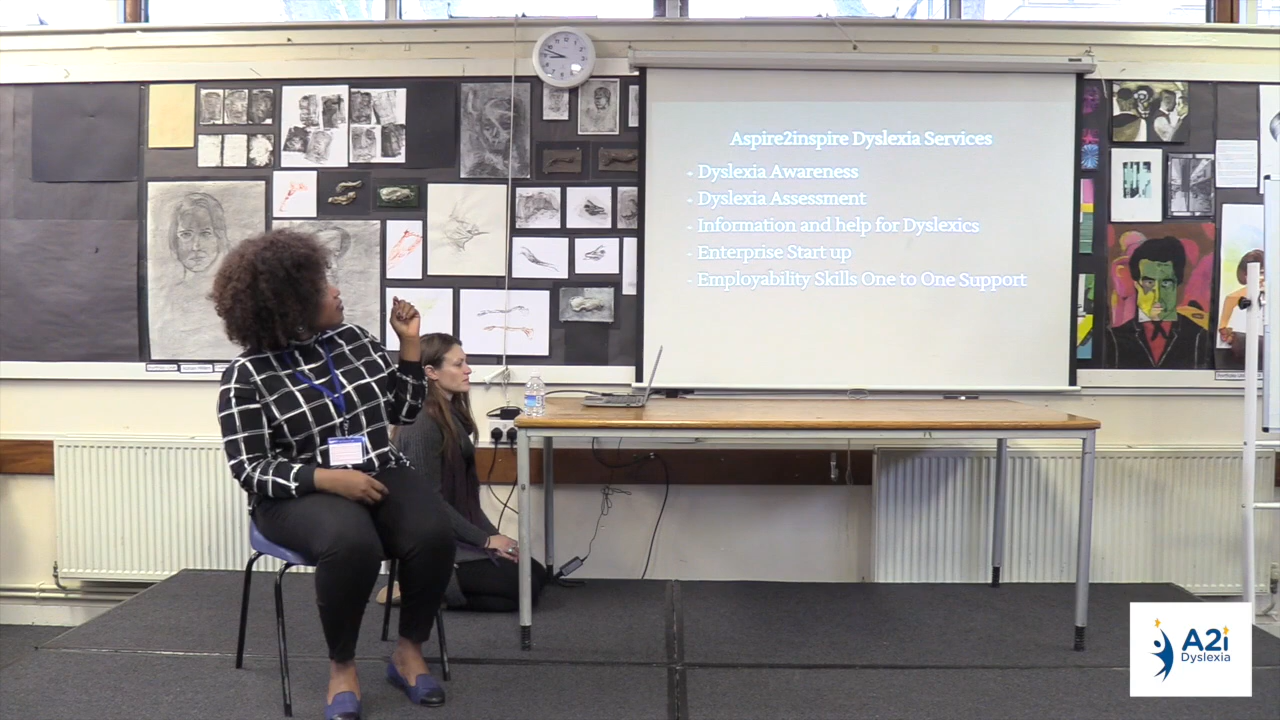 Aspire2inspire Dyslexia Services
- Dyslexia Awareness
- Dyslexia Assessment
- Information and help for Dyslexics
- Enterprise Start up
- Employability Skills One to One Support
A2i
Dyslexia